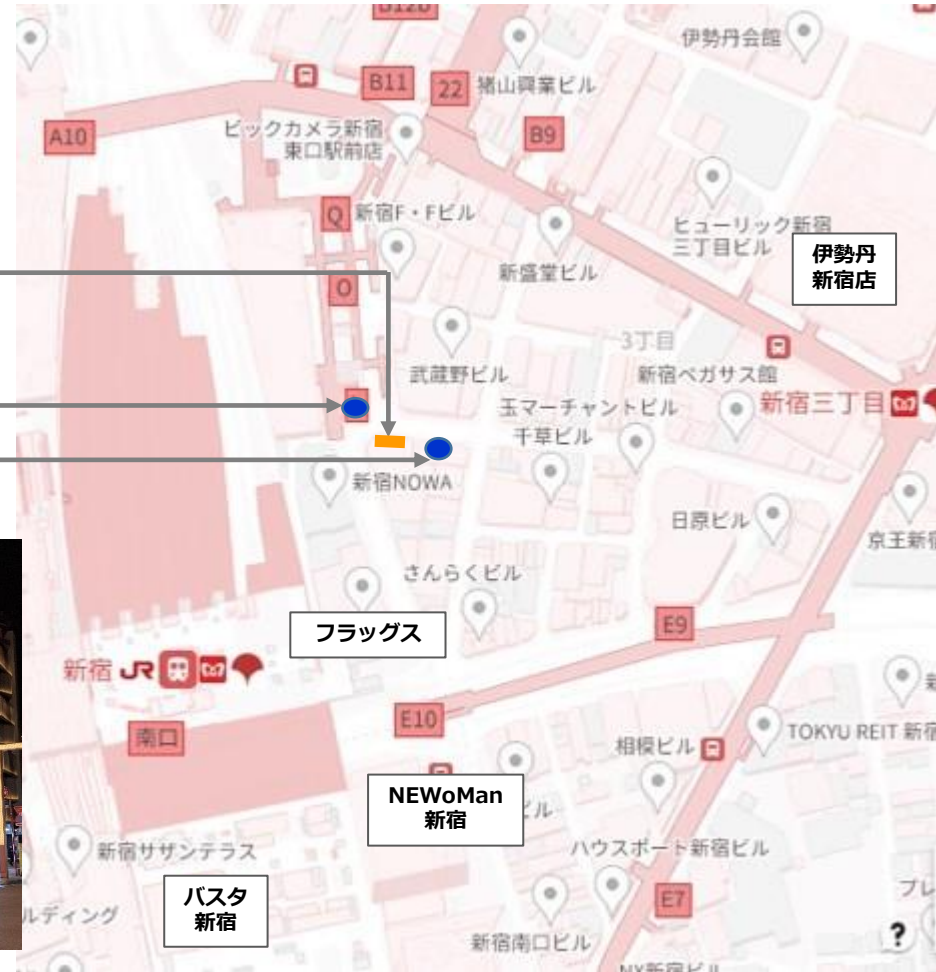 伊勢丹会館
B11
22
猪山興業ビル
A10
ビックカメラ新宿
東口駅前店
B9
Q
新宿F・Fビル
ヒューリック新宿
三丁目ビル
伊勢丹
新宿店
新盛堂ビル
O
3丁目
武蔵野ビル
新宿ペガサス館
玉マーチャントビル
新宿三丁目
千草ビル
新宿NOWA
日原ビル
京王新宿
さんらくビル
フラッグス
E9
新宿 JR
E10
南口
相模ビル
TOKYU REIT 新宿
NEWoMan
新宿
ビル
新宿サザンテラス
ハウスポート新宿ビル
バスタ
新宿
E7
プレ
ルディング
新宿南口ビル
?